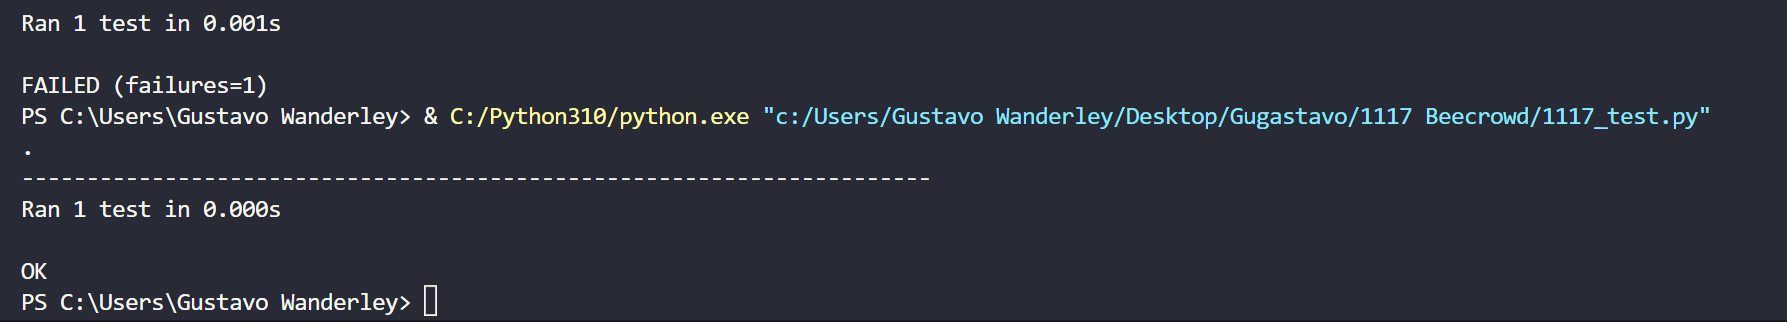 Ran 1 test in 0.001s
FAILED (failures=1)
PS C:\Users\Gustavo Wanderley> & C:/Python310/python.exe "c:/Users/Gustavo Wanderley/Desktop/Gugastavo/1117 Beecrowd/1117_test.py"
.
----------------------------------------------------------------------
Ran 1 test in 0.000s
OK
PS C:\Users\Gustavo Wanderley>